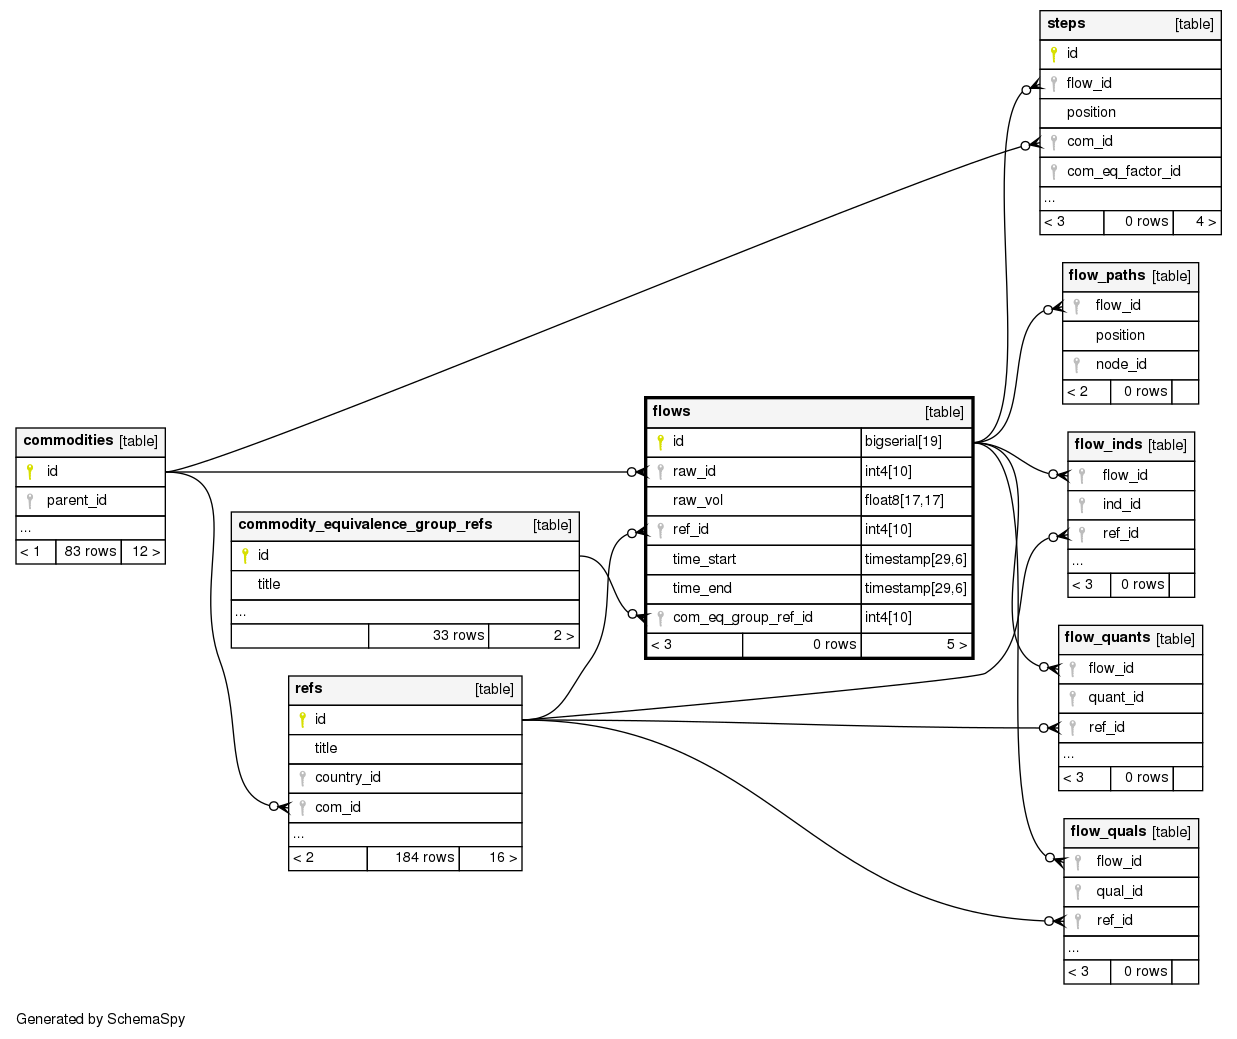 steps [table]
id
flow_id
position
com_id
com_eq_factor_id
...
< 3 0 rows 4 >
flow_paths [table]
flow_id
position
node_id
< 2 0 rows
flows [table]
id bigserial[19]
raw_id int4[10]
raw_vol float8[17,17]
ref_id int4[10]
time_start timestamp[29,6]
time_end timestamp[29,6]
com_eq_group_ref_id int4[10]
< 3 0 rows 5 >
commodities [table]
id
parent_id
...
< 1 83 rows 12 >
flow_inds [table]
flow_id
ind_id
ref_id
...
< 3 0 rows
commodity_equivalence_group_refs [table]
id
title
...
33 rows 2 >
flow_quants [table]
flow_id
quant_id
ref_id
...
< 3 0 rows
refs [table]
id
title
country_id
com_id
...
< 2 184 rows 16 >
flow_quals [table]
flow_id
qual_id
ref_id
...
< 3 0 rows
Generated by SchemaSpy